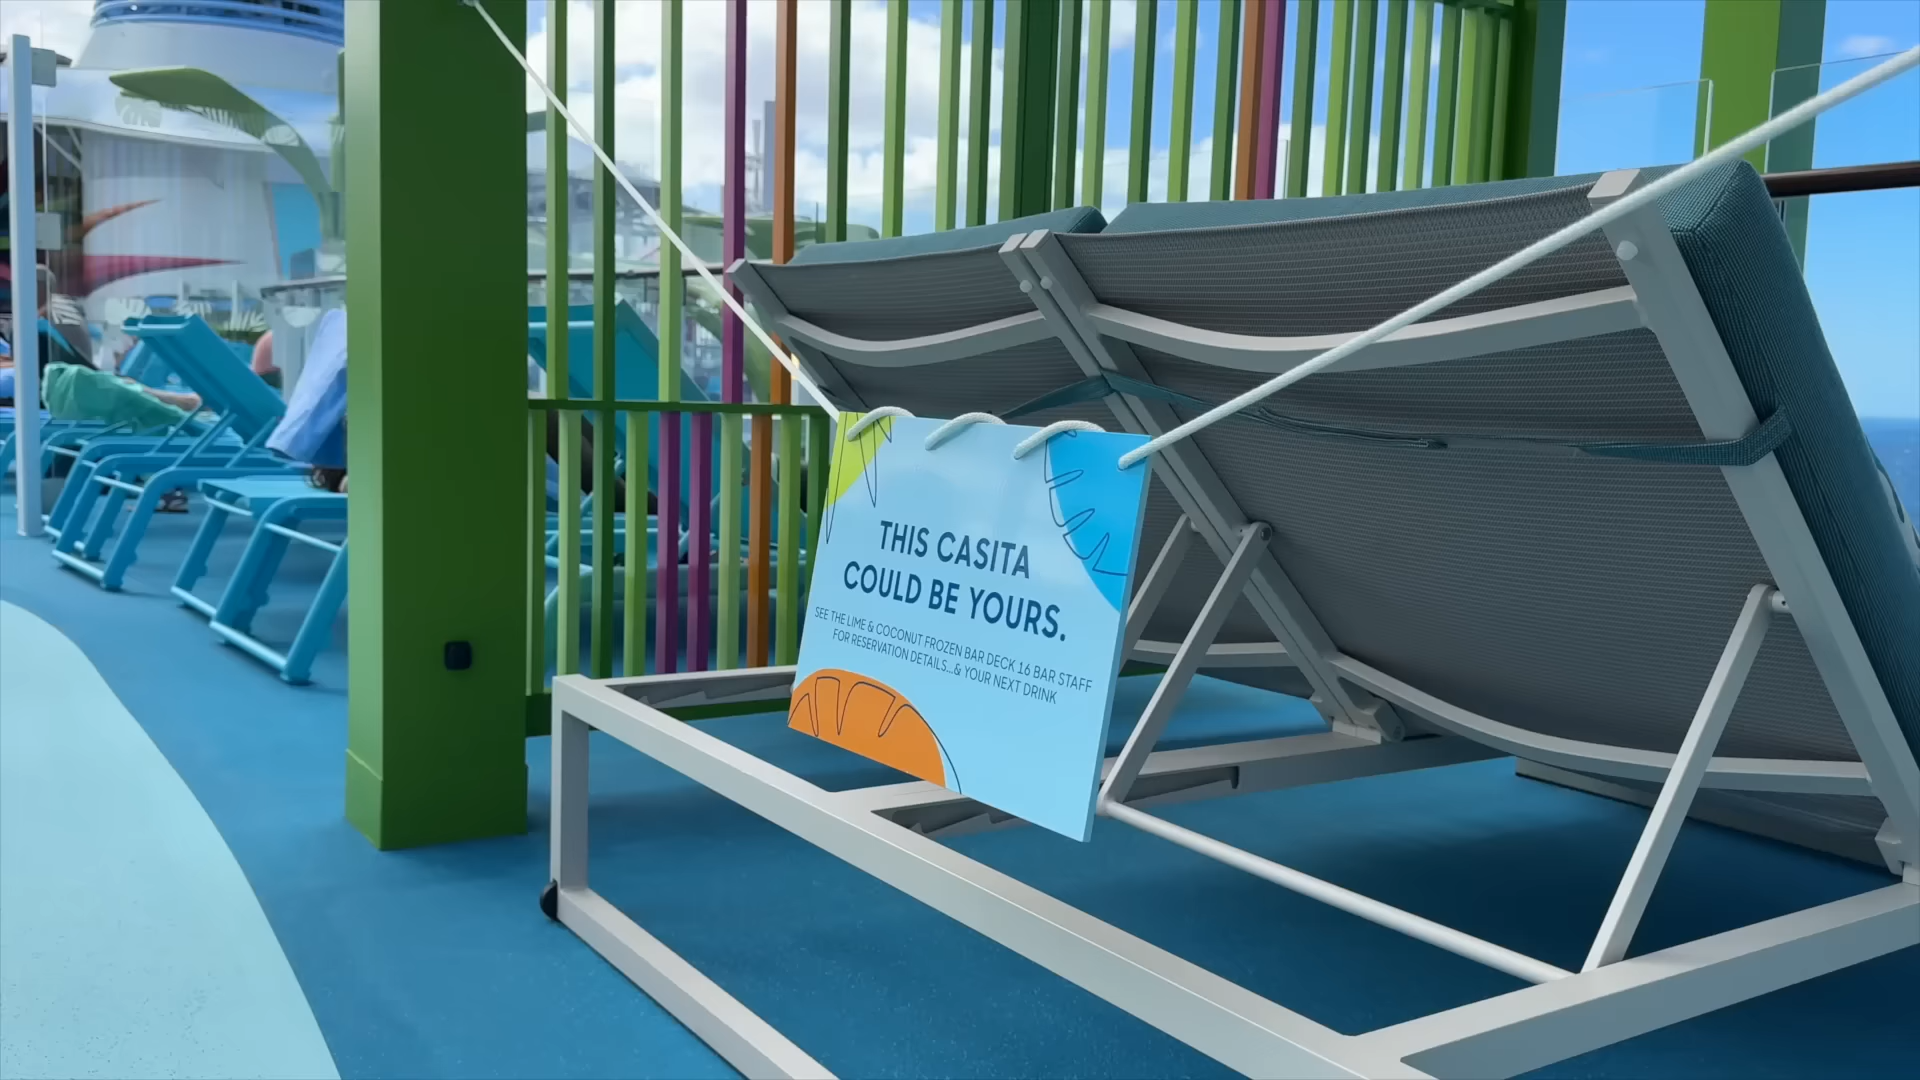 THIS CASITA
COULD BE YOURS.
SEE THE LIME & COCONUT FROZEN BAR DECK 16 BAR STAFF
FOR RESERVATION DETAILS...& YOUR NEXT DRINK